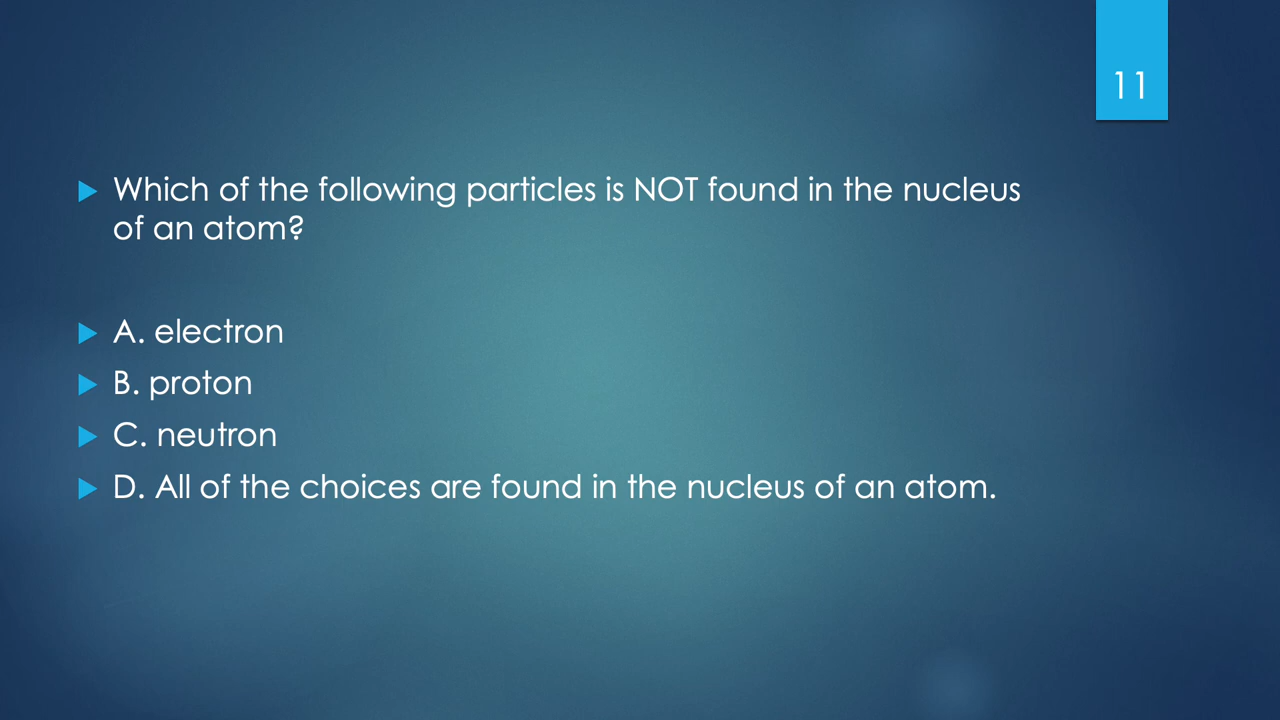 11
Which of the following particles is NOT found in the nucleus
of an atom?
A. electron
B. proton
C. neutron
D. All of the choices are found in the nucleus of an atom.